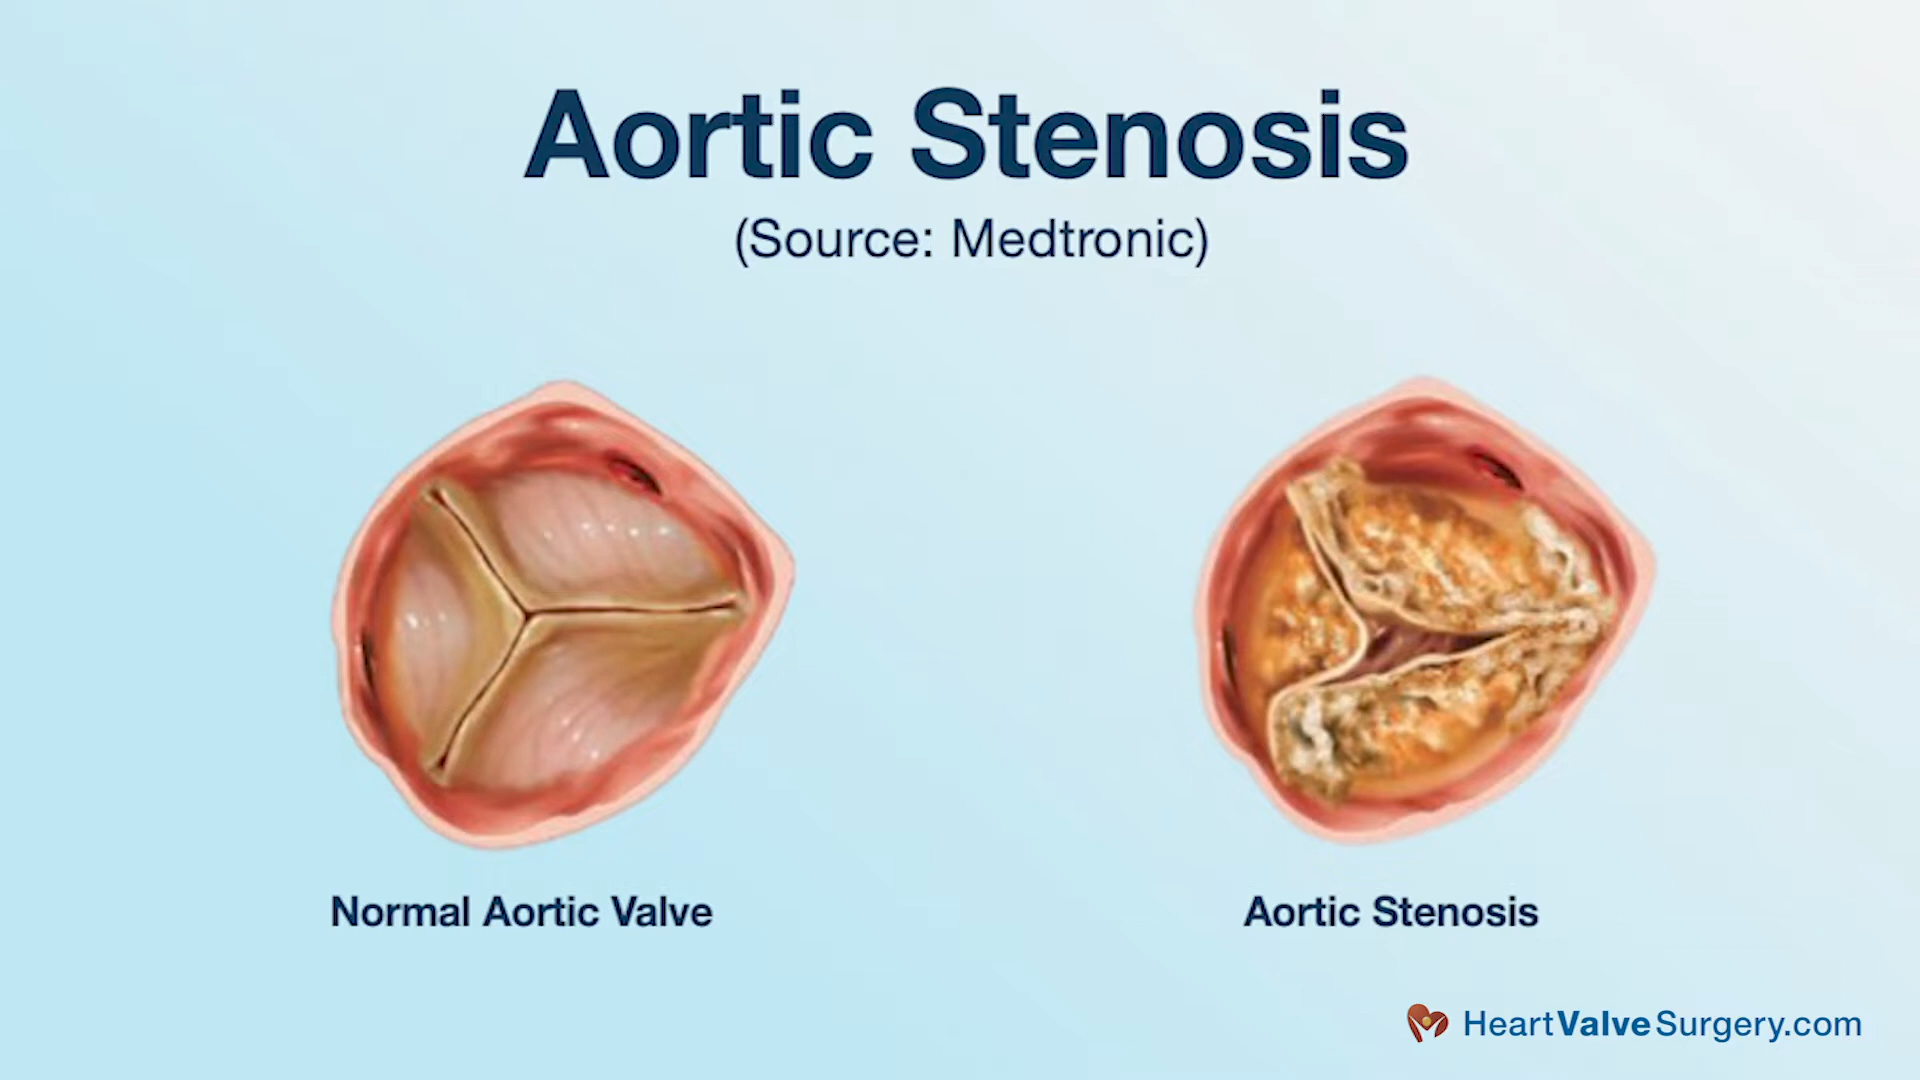 Aortic Stenosis
(Source: Medtronic)
Normal Aortic Valve
Aortic Stenosis
HeartValveSurgery.com